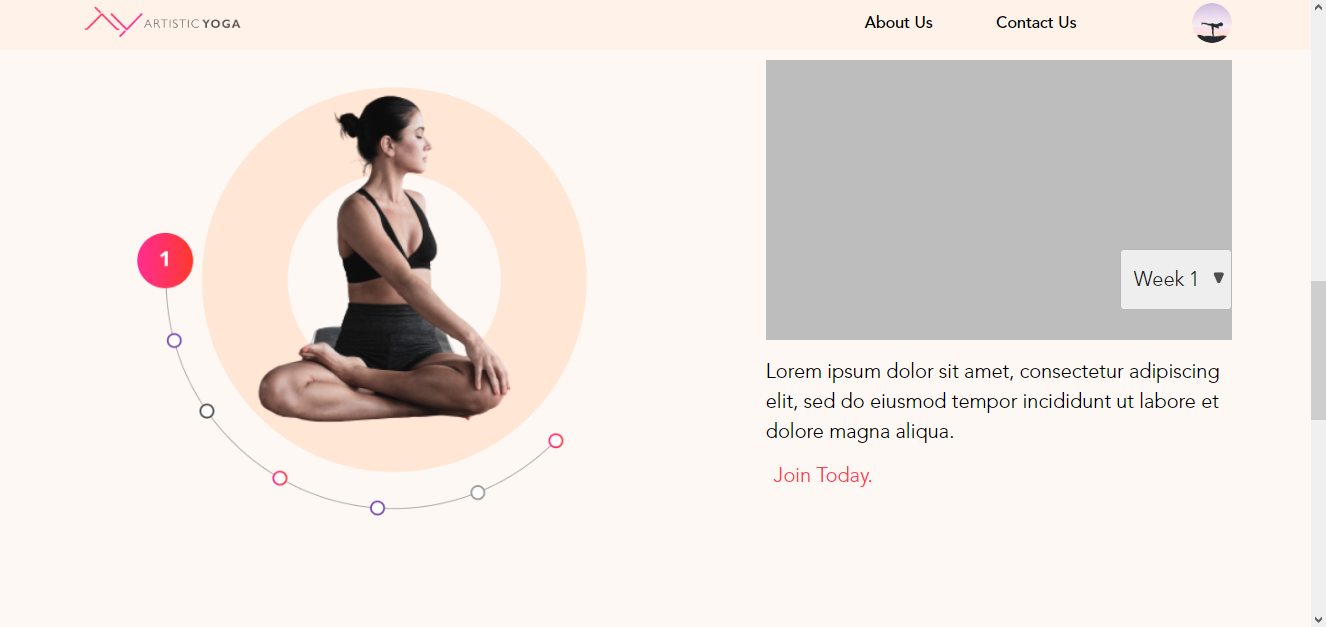 ARTISTIC YOGA
About Us
Contact Us
1
Week 1
Lorem ipsum dolor sit amet, consectetur adipiscing
elit, sed do eiusmod tempor incididunt ut labore et
dolore magna aliqua.
Join Today.